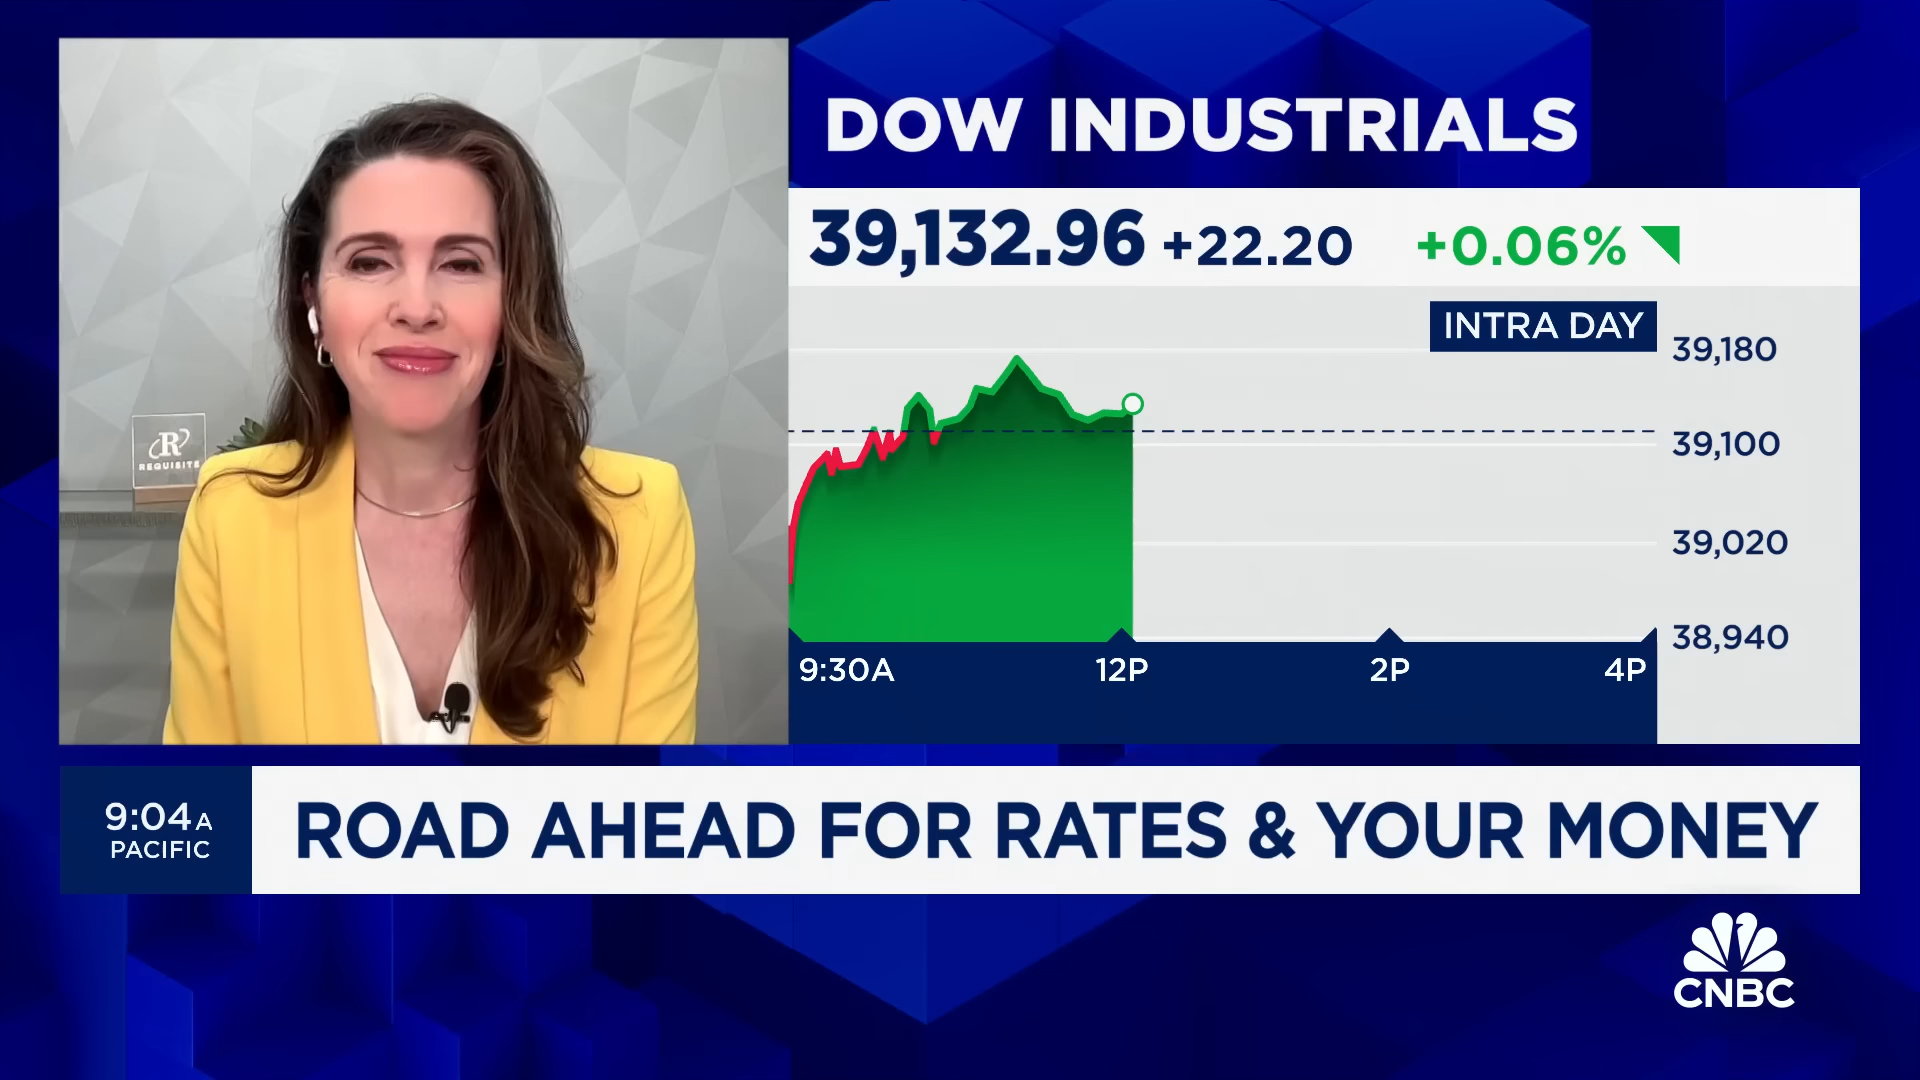 DOW INDUSTRIALS
39,132.96 +22.20 +0.06%
INTRA DAY
39,180
39,100
39,020
38,940
9:30A 12P 2P 4P
R
REQUISITE
9:04A
PACIFIC
ROAD AHEAD FOR RATES & YOUR MONEY
CNBC